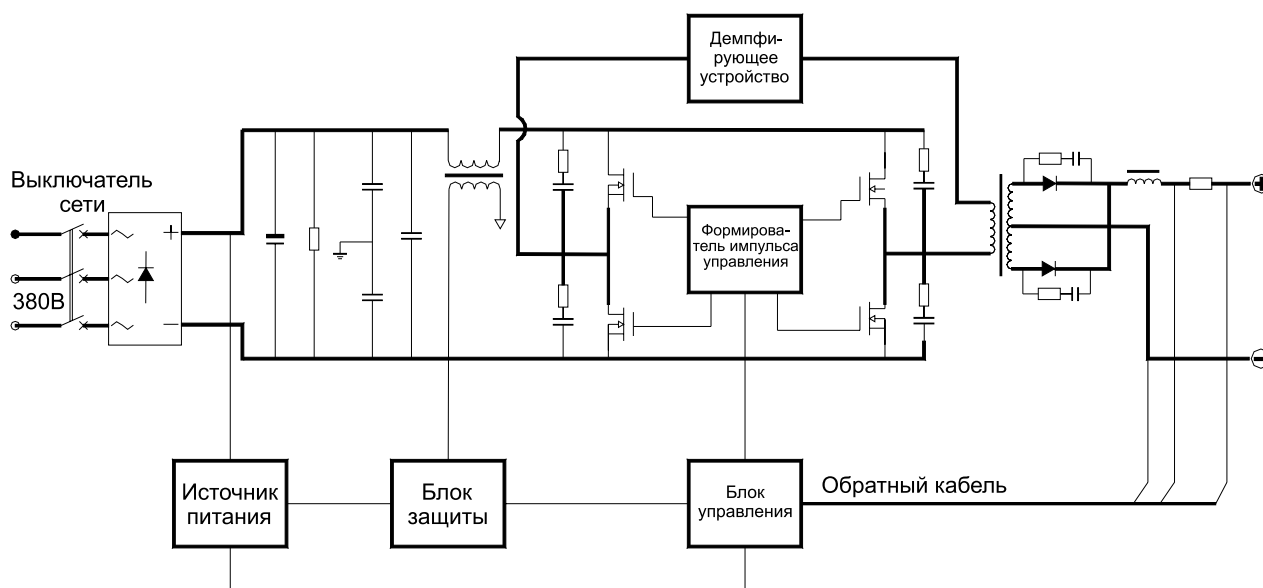 Демпфи-
рующее
устройство
Выключатель
сети
+
Формирова-
тель импульса
управления
380В
–
Источник
питания
Блок
защиты
Блок
управления
Обратный кабель